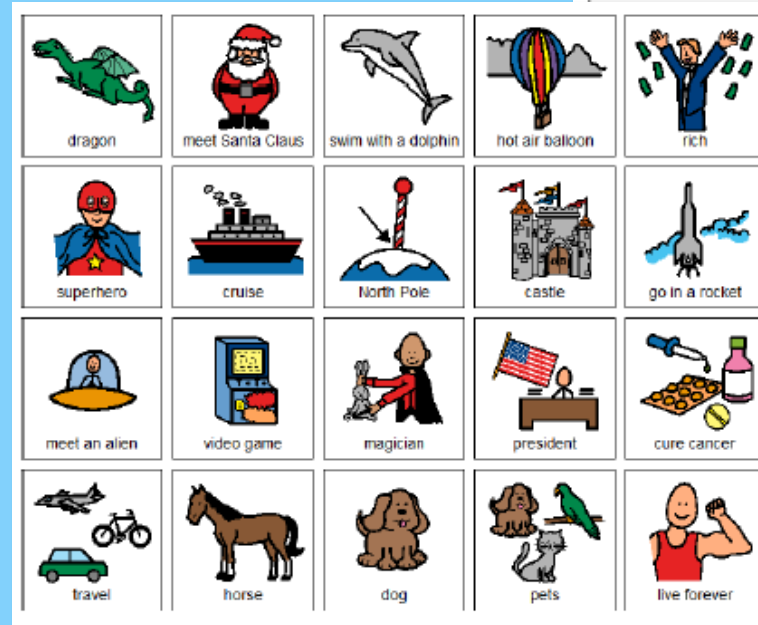 dragon
meet Santa Claus
swim with a dolphin
hot air balloon
rich
superhero
cruise
North Pole
castle
go in a rocket
meet an alien
video game
magician
president
cure cancer
travel
horse
dog
pets
live forever